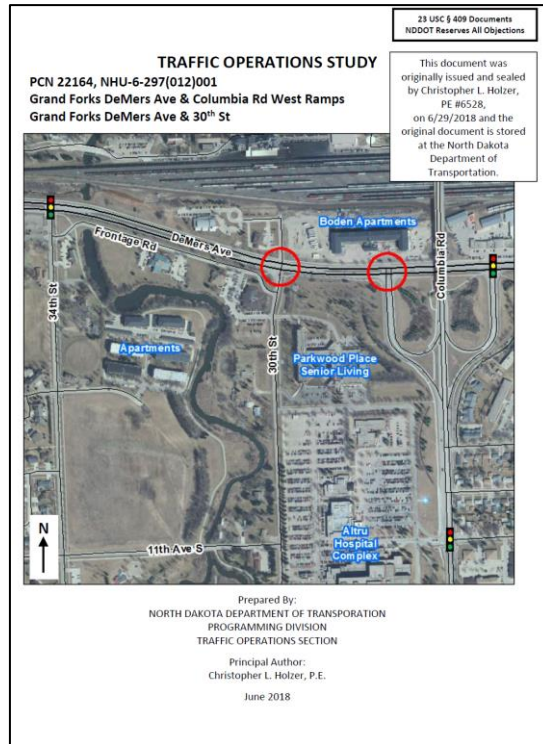 23 USC § 409 Documents
NDDOT Reserves All Objections
TRAFFIC OPERATIONS STUDY
PCN 22164, NHU-6-297(012)001
Grand Forks DeMers Ave & Columbia Rd West Ramps
Grand Forks DeMers Ave & 30th St
This document was
originally issued and sealed
by Christopher L. Holzer,
PE #6528,
on 6/29/2018 and the
original document is stored
at the North Dakota
Department of
Transportation.
Boden Apartments
DeMers Ave
Frontage Rd
Columbia Rd
34th St
30th St
Apartments
Parkwood Place
Senior Living
Altru
Hospital
Complex
11th Ave S
N
Prepared By:
NORTH DAKOTA DEPARTMENT OF TRANSPORATION
PROGRAMMING DIVISION
TRAFFIC OPERATIONS SECTION
Principal Author:
Christopher L. Holzer, P.E.
June 2018